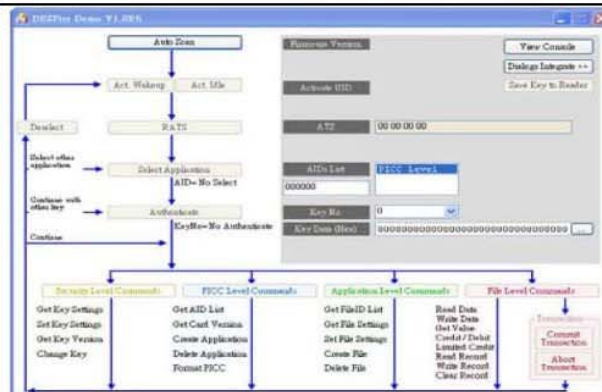 DESFire Demo V1.00S
Auto Scan
Firmware Version
View Console
Dialogs Integrate <<
Act. Wakeup
Act. Idle
Activate UID
Save Key to Reader
Deselect
RATS
ATS
00 00 00 00
Select other
application
Select Application
AID= No Select
AIDs List
PICC Level
000000
Continue with
other key
Authenticate
KeyNo= No Authenticate
Key No
0
Key Data (Hex)
...
Continue
Security Level Commands
PICC Level Commands
Application Level Commands
File Level Commands
Get Key Settings
Set Key Settings
Get Key Version
Change Key
Get AID List
Get Card Version
Create Application
Delete Application
Format PICC
Get FileID List
Get File Settings
Set File Settings
Create File
Delete File
Read Data
Write Data
Get Value
Credit / Debit
Limited Credit
Read Record
Write Record
Clear Record
Transaction
Commit
Transaction
Abort
Transaction